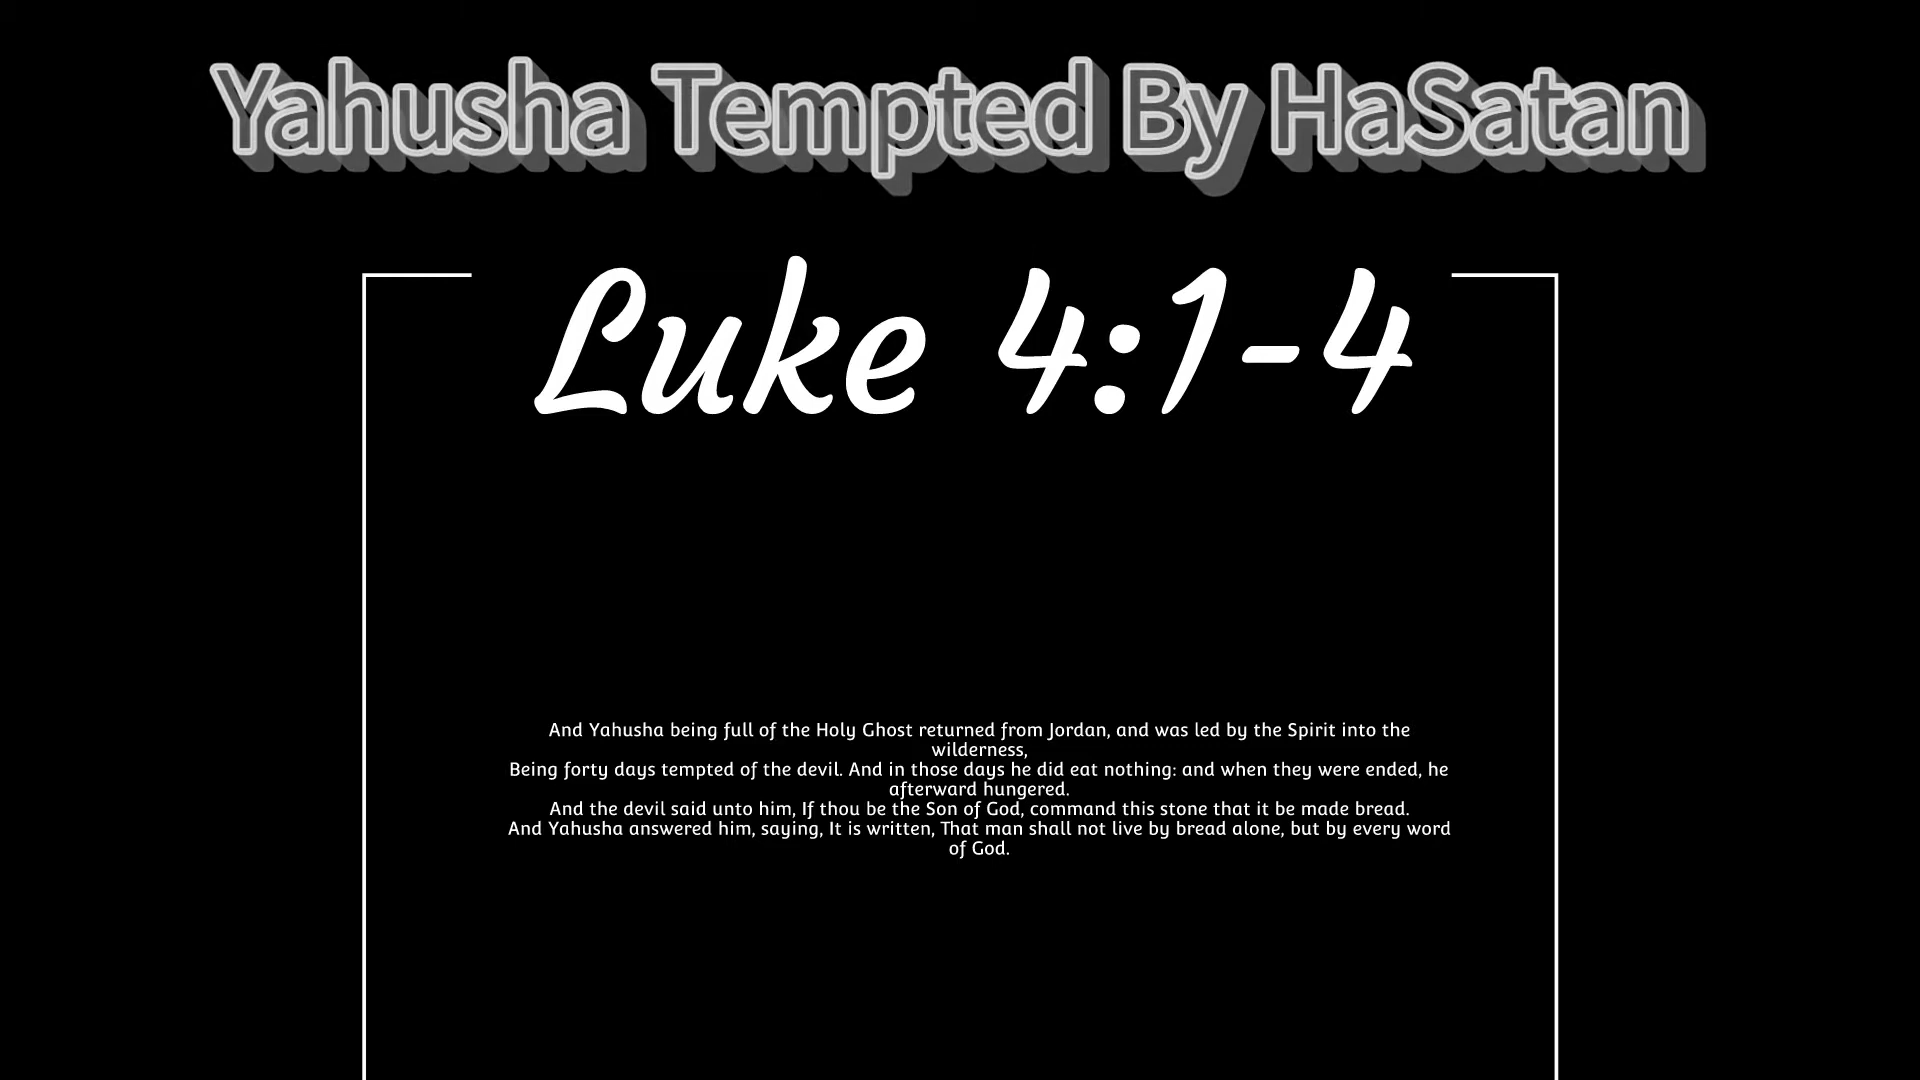 Yahusha Tempted By HaSatan
Luke 4:1-4
And Yahusha being full of the Holy Ghost returned from Jordan, and was led by the Spirit into the
wilderness,
Being forty days tempted of the devil. And in those days he did eat nothing: and when they were ended, he
afterward hungered.
And the devil said unto him, If thou be the Son of God, command this stone that it be made bread.
And Yahusha answered him, saying, It is written, That man shall not live by bread alone, but by every word
of God.